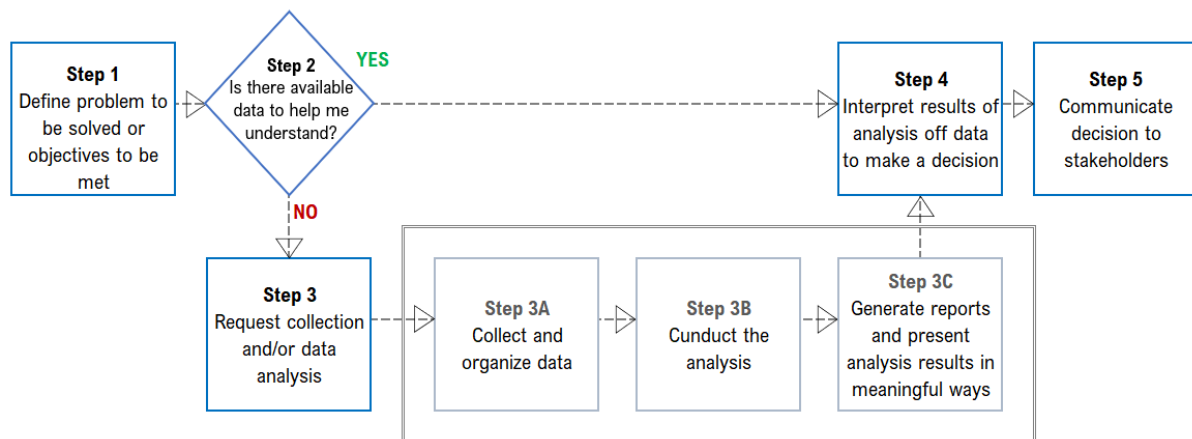 Step 1
Define problem to
be solved or
objectives to be
met
Step 2
Is there available
data to help me
understand?
YES
NO
Step 3
Request collection
and/or data
analysis
Step 3A
Collect and
organize data
Step 3B
Cunduct the
analysis
Step 3C
Generate reports
and present
analysis results in
meaningful ways
Step 4
Interpret results of
analysis off data
to make a decision
Step 5
Communicate
decision to
stakeholders